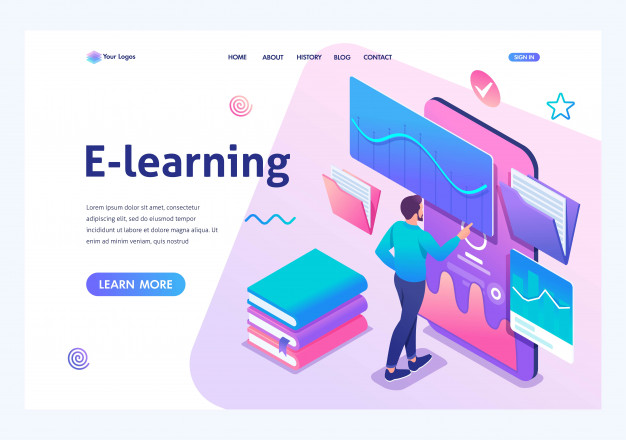 Your Logos
HOME
ABOUT
HISTORY
BLOG
CONTACT
SIGN IN
E-learning
Lorem ipsum dolor sit amet,
consectetur adipiscing elit, sed do
eiusmod tempor incididunt ut
labore et dolore magna aliqua. Ut
enim ad minim veniam, quis
nostrud
LEARN MORE